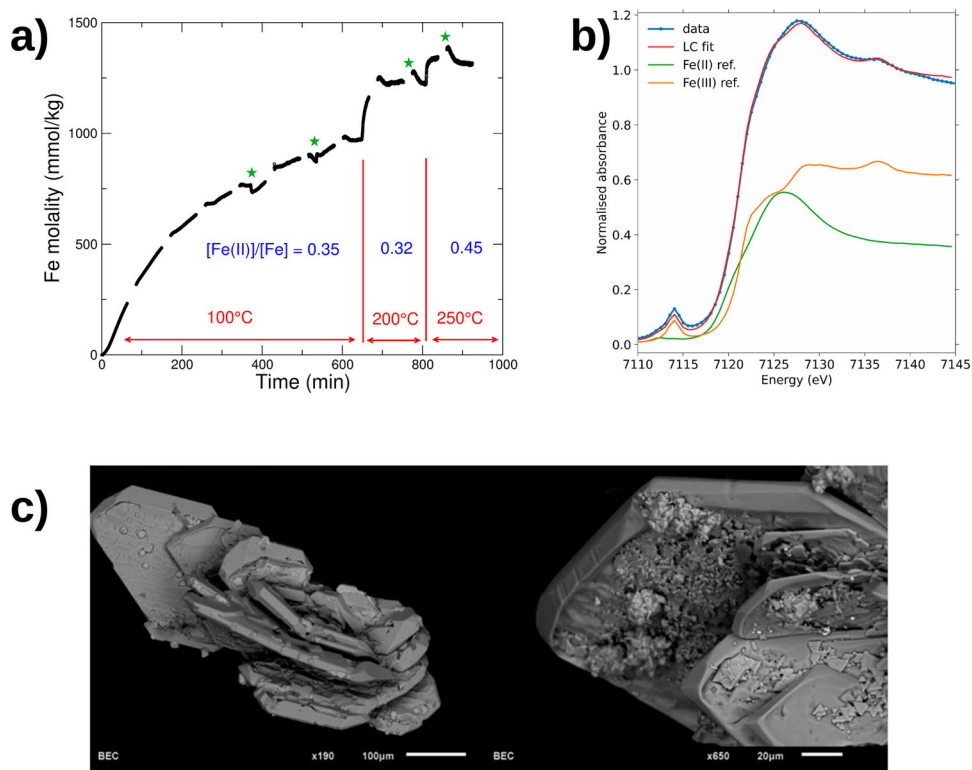 a)
Fe molality (mmol/kg)
1500
1000
500
0
[Fe(II)]/[Fe] = 0.35
0.32
0.45
100°C
200°C
250°C
0
200
400
600
800
1000
Time (min)
b)
Normalised absorbance
1.2
1.0
0.8
0.6
0.4
0.2
0.0
data
LC fit
Fe(II) ref.
Fe(III) ref.
7110
7115
7120
7125
7130
7135
7140
7145
Energy (eV)
c)
BEC
x190
100µm
BEC
x650
20µm